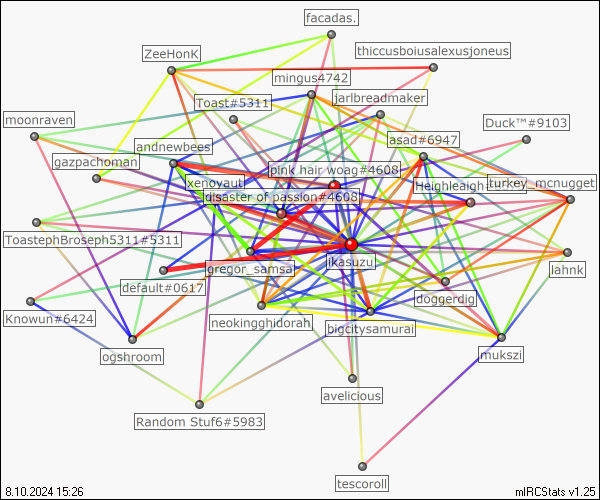 facadas.
ZeeHonK
thiccusboiusalexusjoneus
mingus4742
Toast#5311
jarlbreadmaker
moonraven
Duck™#9103
andnewbees
asad#6947
gazpachoman
pink hair woag#4608
xenovaut
Heighleigh
turkey_mcnugget
disaster of passion#4608
ToastephBroseph5311#5311
gregor_samsa
ikasuzu
lahnk
default#0617
doggerdig
Knowun#6424
neokingghidorah
bigcitysamurai
ogshroom
mukszi
avelicious
Random Stuf6#5983
tescoroll
8.10.2024 15:26
mIRCStats v1.25